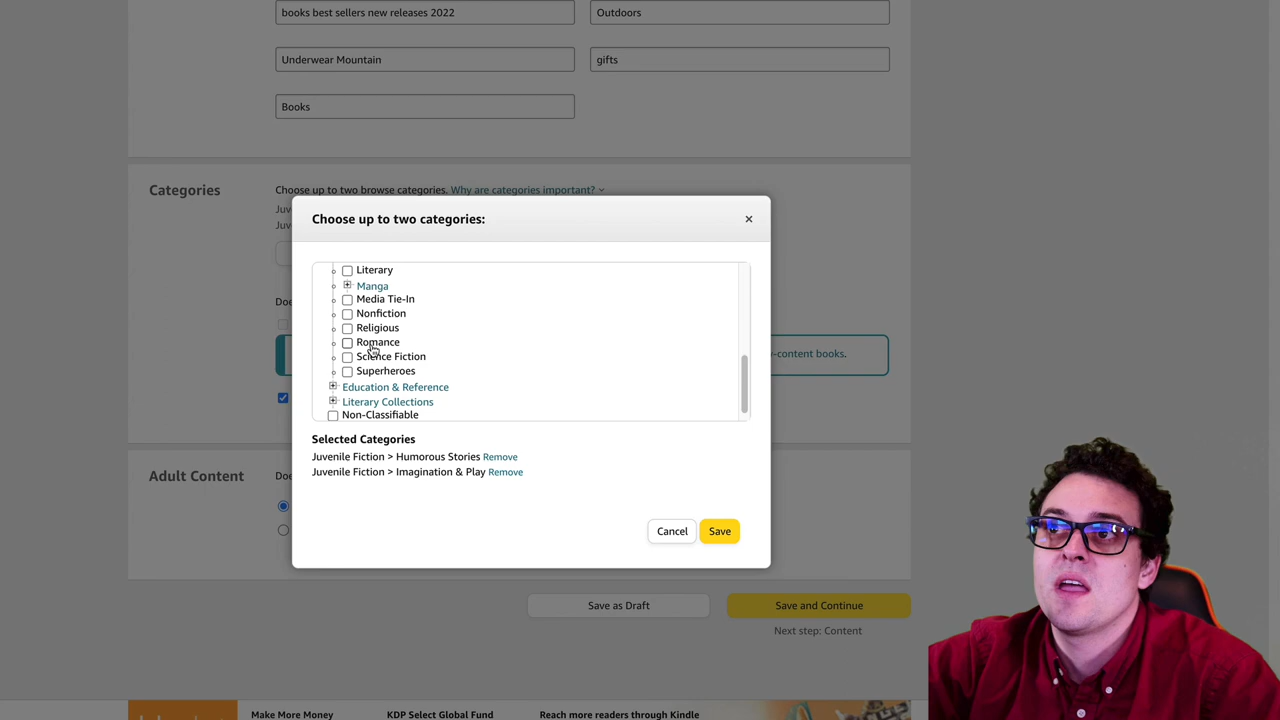 books best sellers new releases 2022
Outdoors
Underwear Mountain
gifts
Books
Categories
Choose up to two browse categories. Why are categories important?
Juv
Juv
Choose up to two categories:
Literary
Manga
Media Tie-In
Nonfiction
Religious
Romance
Science Fiction
Superheroes
Education & Reference
Literary Collections
Non-Classifiable
Doe
-content books.
Selected Categories
Juvenile Fiction > Humorous Stories Remove
Juvenile Fiction > Imagination & Play Remove
Cancel
Save
Adult Content
Doe
Save as Draft
Save and Continue
Next step: Content
Make More Money
KDP Select Global Fund
Reach more readers through Kindle